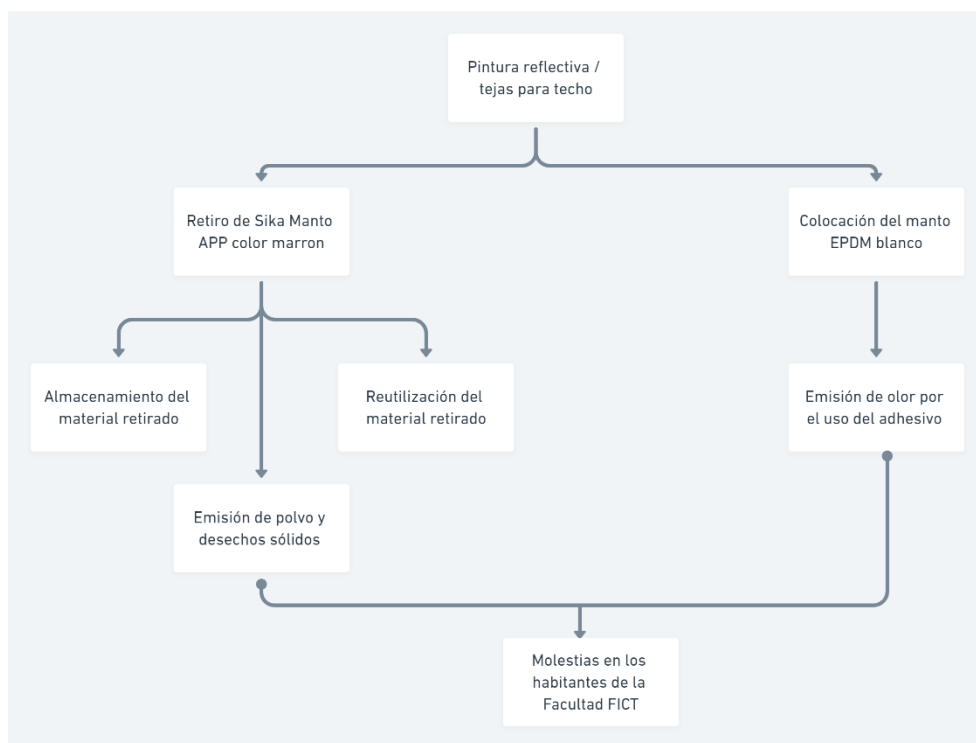 Pintura reflectiva /
tejas para techo
Retiro de Sika Manto
APP color marron
Colocación del manto
EPDM blanco
Almacenamiento del
material retirado
Reutilización del
material retirado
Emisión de olor por
el uso del adhesivo
Emisión de polvo y
desechos sólidos
Molestias en los
habitantes de la
Facultad FICT